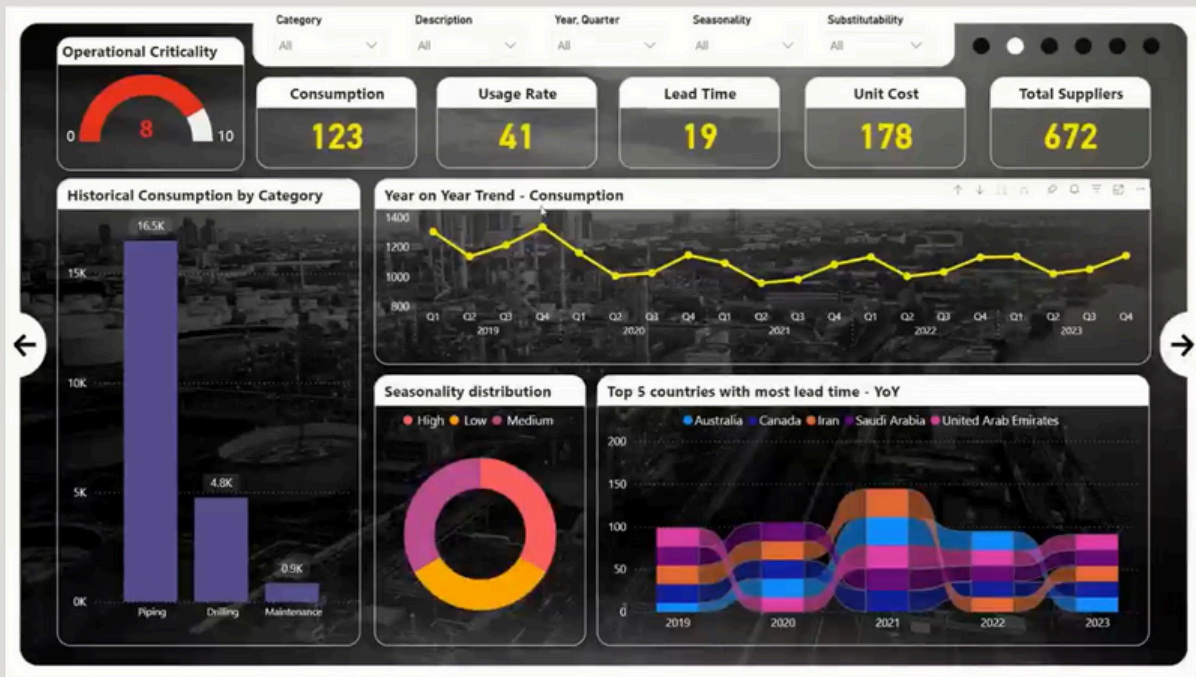 Category Description Year, Quarter Seasonality Substitutability
All All All All All
Operational Criticality
0 8 10
Consumption
123
Usage Rate
41
Lead Time
19
Unit Cost
178
Total Suppliers
672
Historical Consumption by Category
16.5K
15K
10K
5K
4.8K
0.9K
0K
Piping Drilling Maintenance
Year on Year Trend - Consumption
1400
1200
1000
800
Q1 Q2 Q3 Q4 Q1 Q2 Q3 Q4 Q1 Q2 Q3 Q4 Q1 Q2 Q3 Q4 Q1 Q2 Q3 Q4
2019 2020 2021 2022 2023
Seasonality distribution
High Low Medium
Top 5 countries with most lead time - YoY
Australia Canada Iran Saudi Arabia United Arab Emirates
200
150
100
50
0
2019 2020 2021 2022 2023